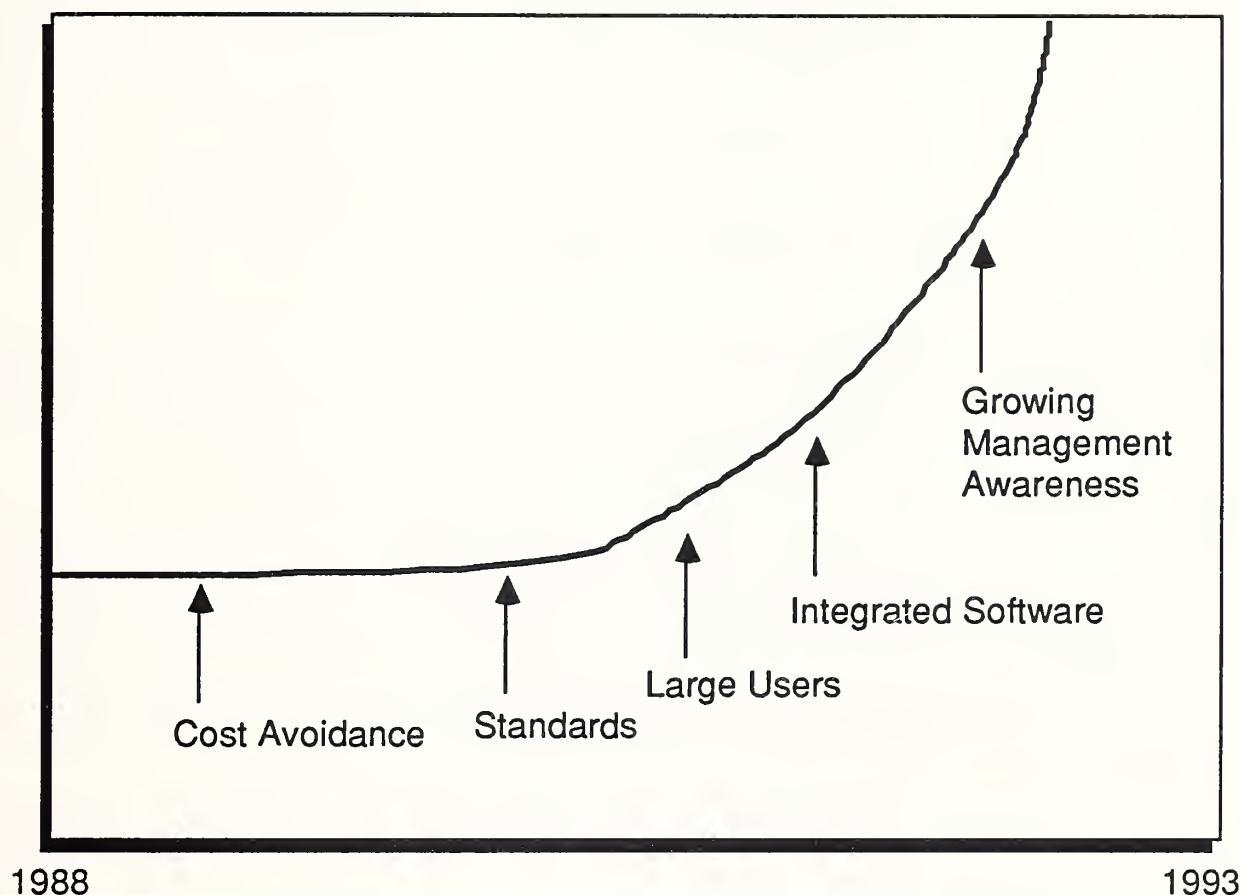 Growing
Management
Awareness
Integrated Software
Large Users
Standards
Cost Avoidance
1988
1993